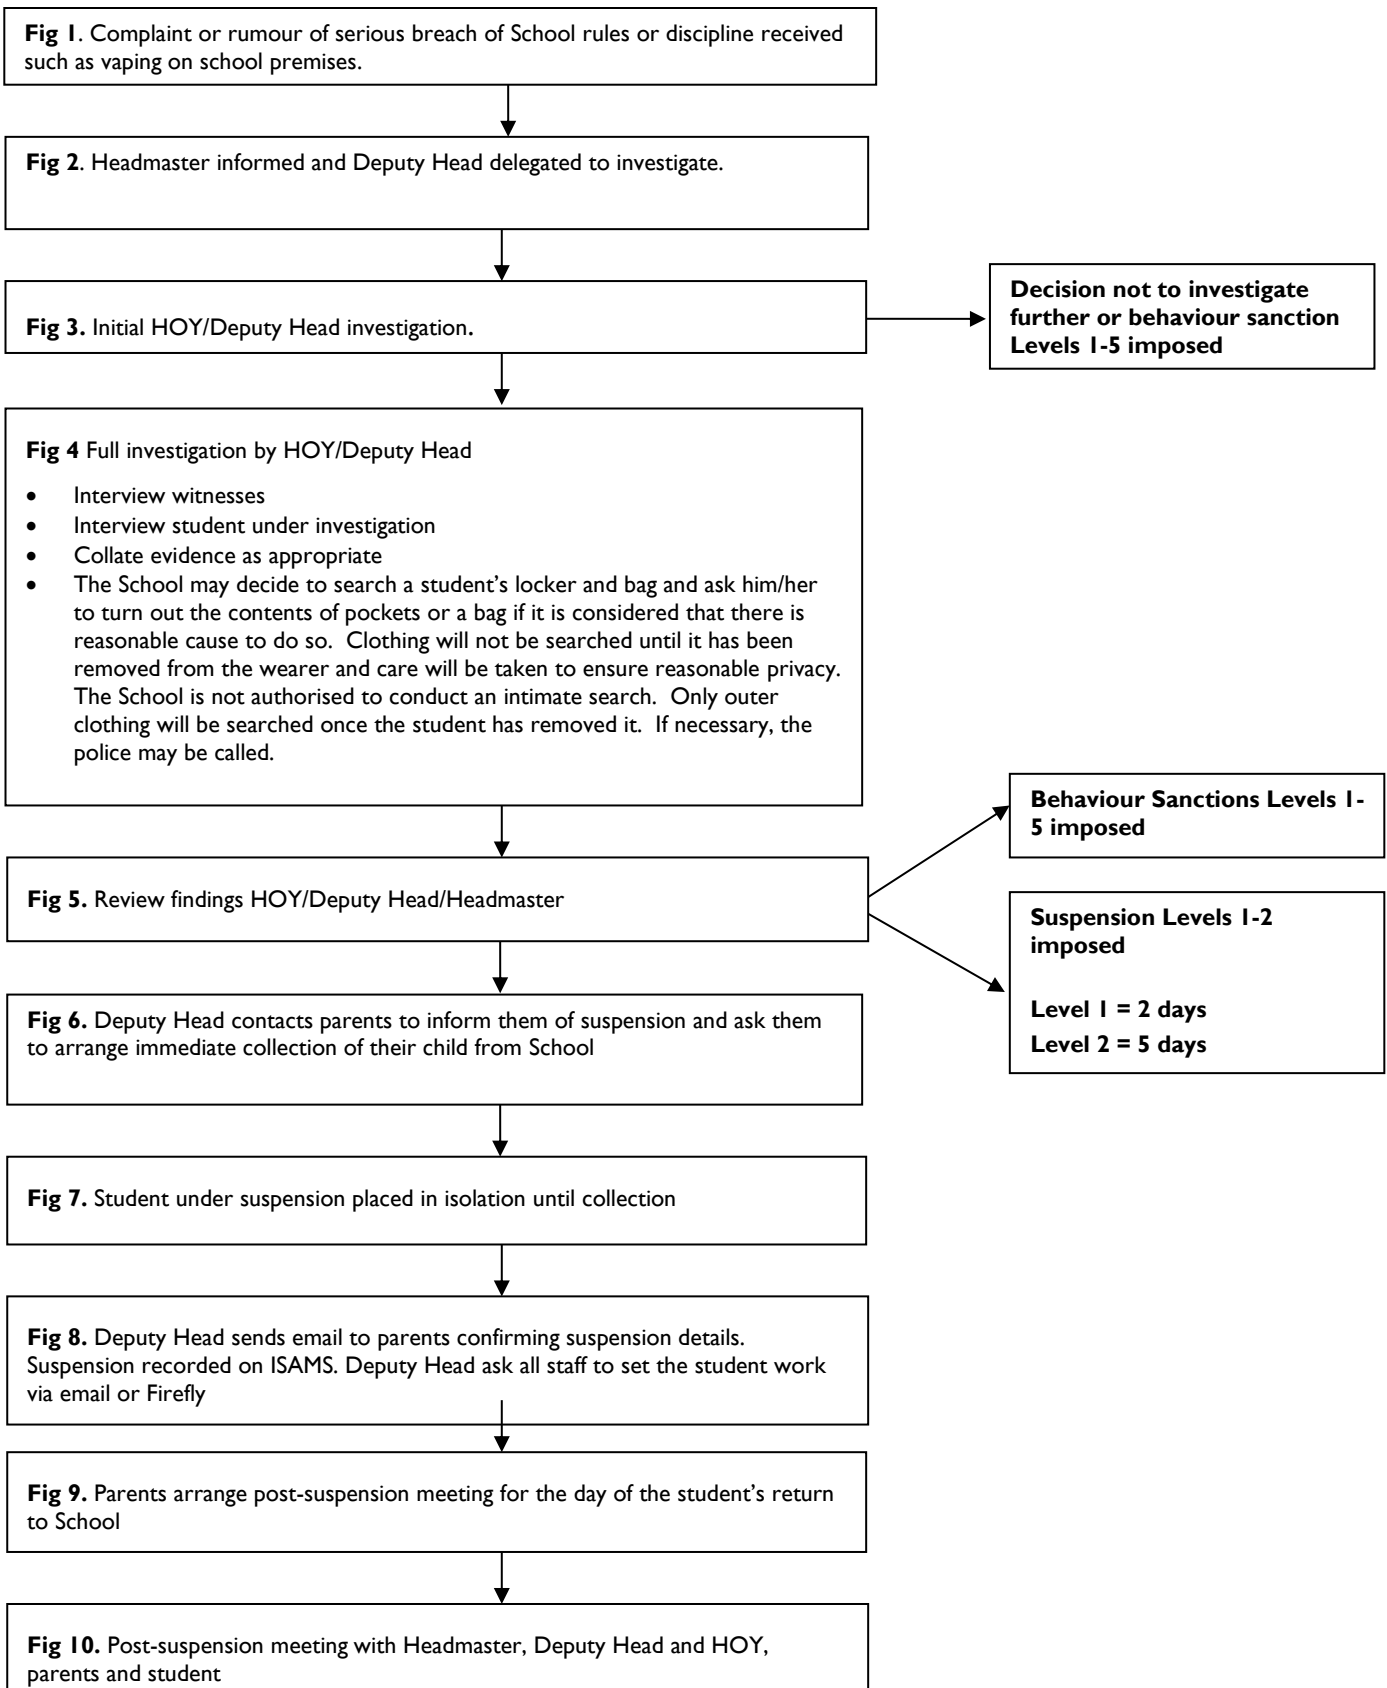 Fig 1. Complaint or rumour of serious breach of School rules or discipline received
such as vaping on school premises.
Fig 2. Headmaster informed and Deputy Head delegated to investigate.
Fig 3. Initial HOY/Deputy Head investigation.
Decision not to investigate
further or behaviour sanction
Levels 1-5 imposed
Fig 4 Full investigation by HOY/Deputy Head
• Interview witnesses
• Interview student under investigation
• Collate evidence as appropriate
• The School may decide to search a student’s locker and bag and ask him/her
to turn out the contents of pockets or a bag if it is considered that there is
reasonable cause to do so. Clothing will not be searched until it has been
removed from the wearer and care will be taken to ensure reasonable privacy.
The School is not authorised to conduct an intimate search. Only outer
clothing will be searched once the student has removed it. If necessary, the
police may be called.
Behaviour Sanctions Levels 1-
5 imposed
Fig 5. Review findings HOY/Deputy Head/Headmaster
Suspension Levels 1-2
imposed
Level 1 = 2 days
Level 2 = 5 days
Fig 6. Deputy Head contacts parents to inform them of suspension and ask them
to arrange immediate collection of their child from School
Fig 7. Student under suspension placed in isolation until collection
Fig 8. Deputy Head sends email to parents confirming suspension details.
Suspension recorded on ISAMS. Deputy Head ask all staff to set the student work
via email or Firefly
Fig 9. Parents arrange post-suspension meeting for the day of the student’s return
to School
Fig 10. Post-suspension meeting with Headmaster, Deputy Head and HOY,
parents and student